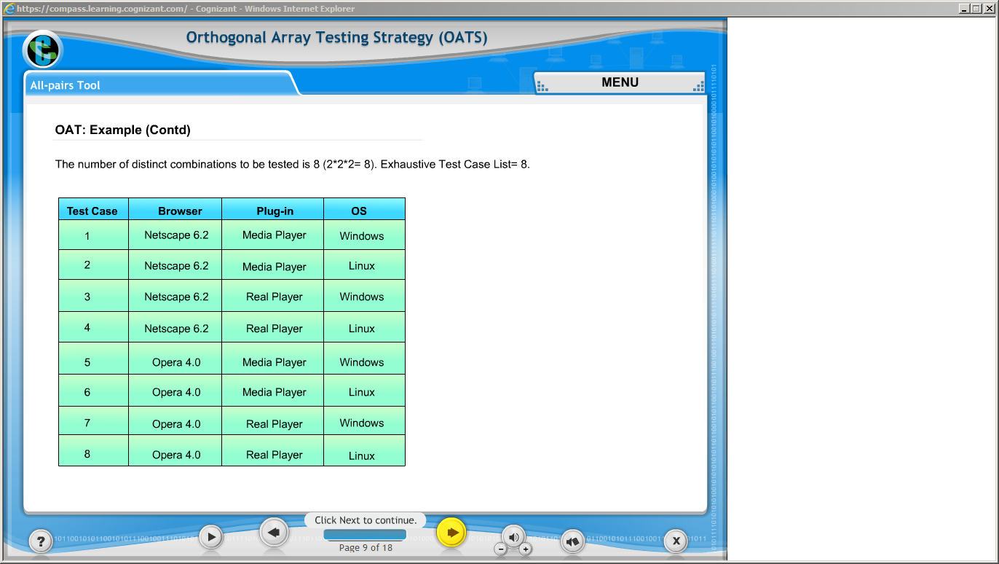 https://compass.learning.cognizant.com/ - Cognizant - Windows Internet Explorer
Orthogonal Array Testing Strategy (OATS)
All-pairs Tool
MENU
OAT: Example (Contd)
The number of distinct combinations to be tested is 8 (2*2*2= 8). Exhaustive Test Case List= 8.
Test Case Browser Plug-in OS
1 Netscape 6.2 Media Player Windows
2 Netscape 6.2 Media Player Linux
3 Netscape 6.2 Real Player Windows
4 Netscape 6.2 Real Player Linux
5 Opera 4.0 Media Player Windows
6 Opera 4.0 Media Player Linux
7 Opera 4.0 Real Player Windows
8 Opera 4.0 Real Player Linux
Click Next to continue.
Page 9 of 18